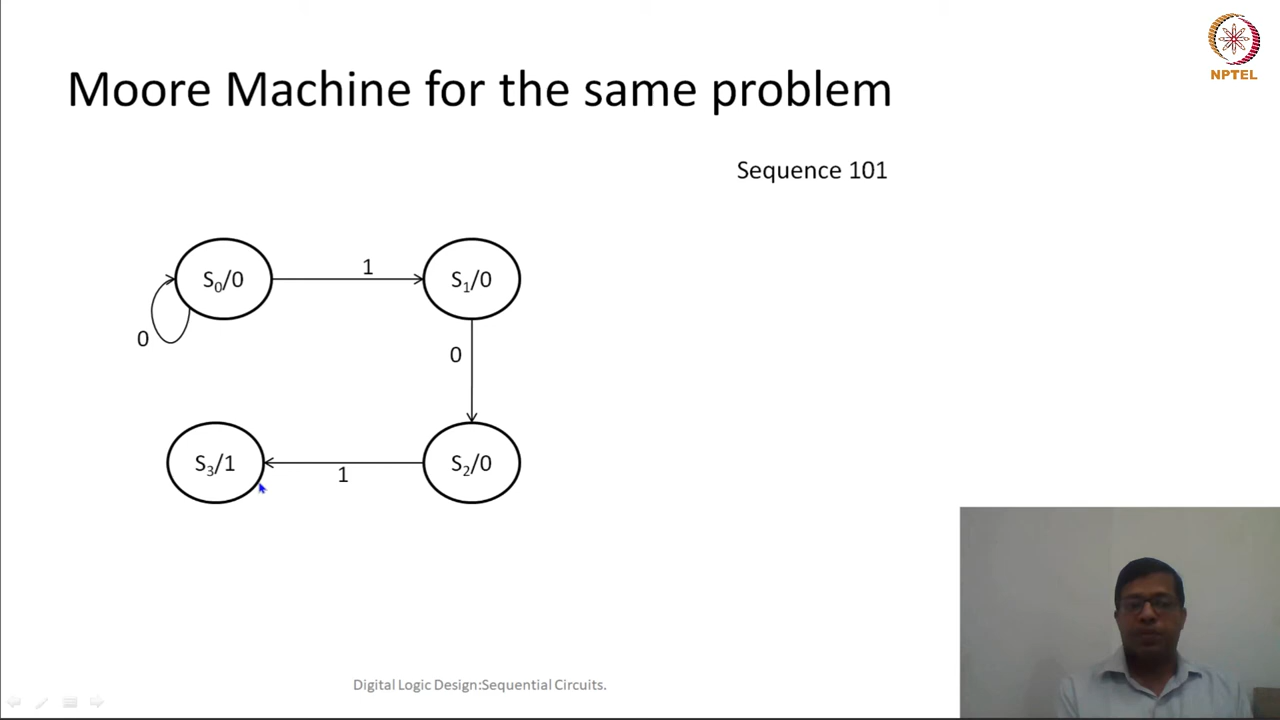 NPTEL
Moore Machine for the same problem
Sequence 101
S₀/0
1
S₁/0
0
0
S₃/1
1
S₂/0
Digital Logic Design:Sequential Circuits.